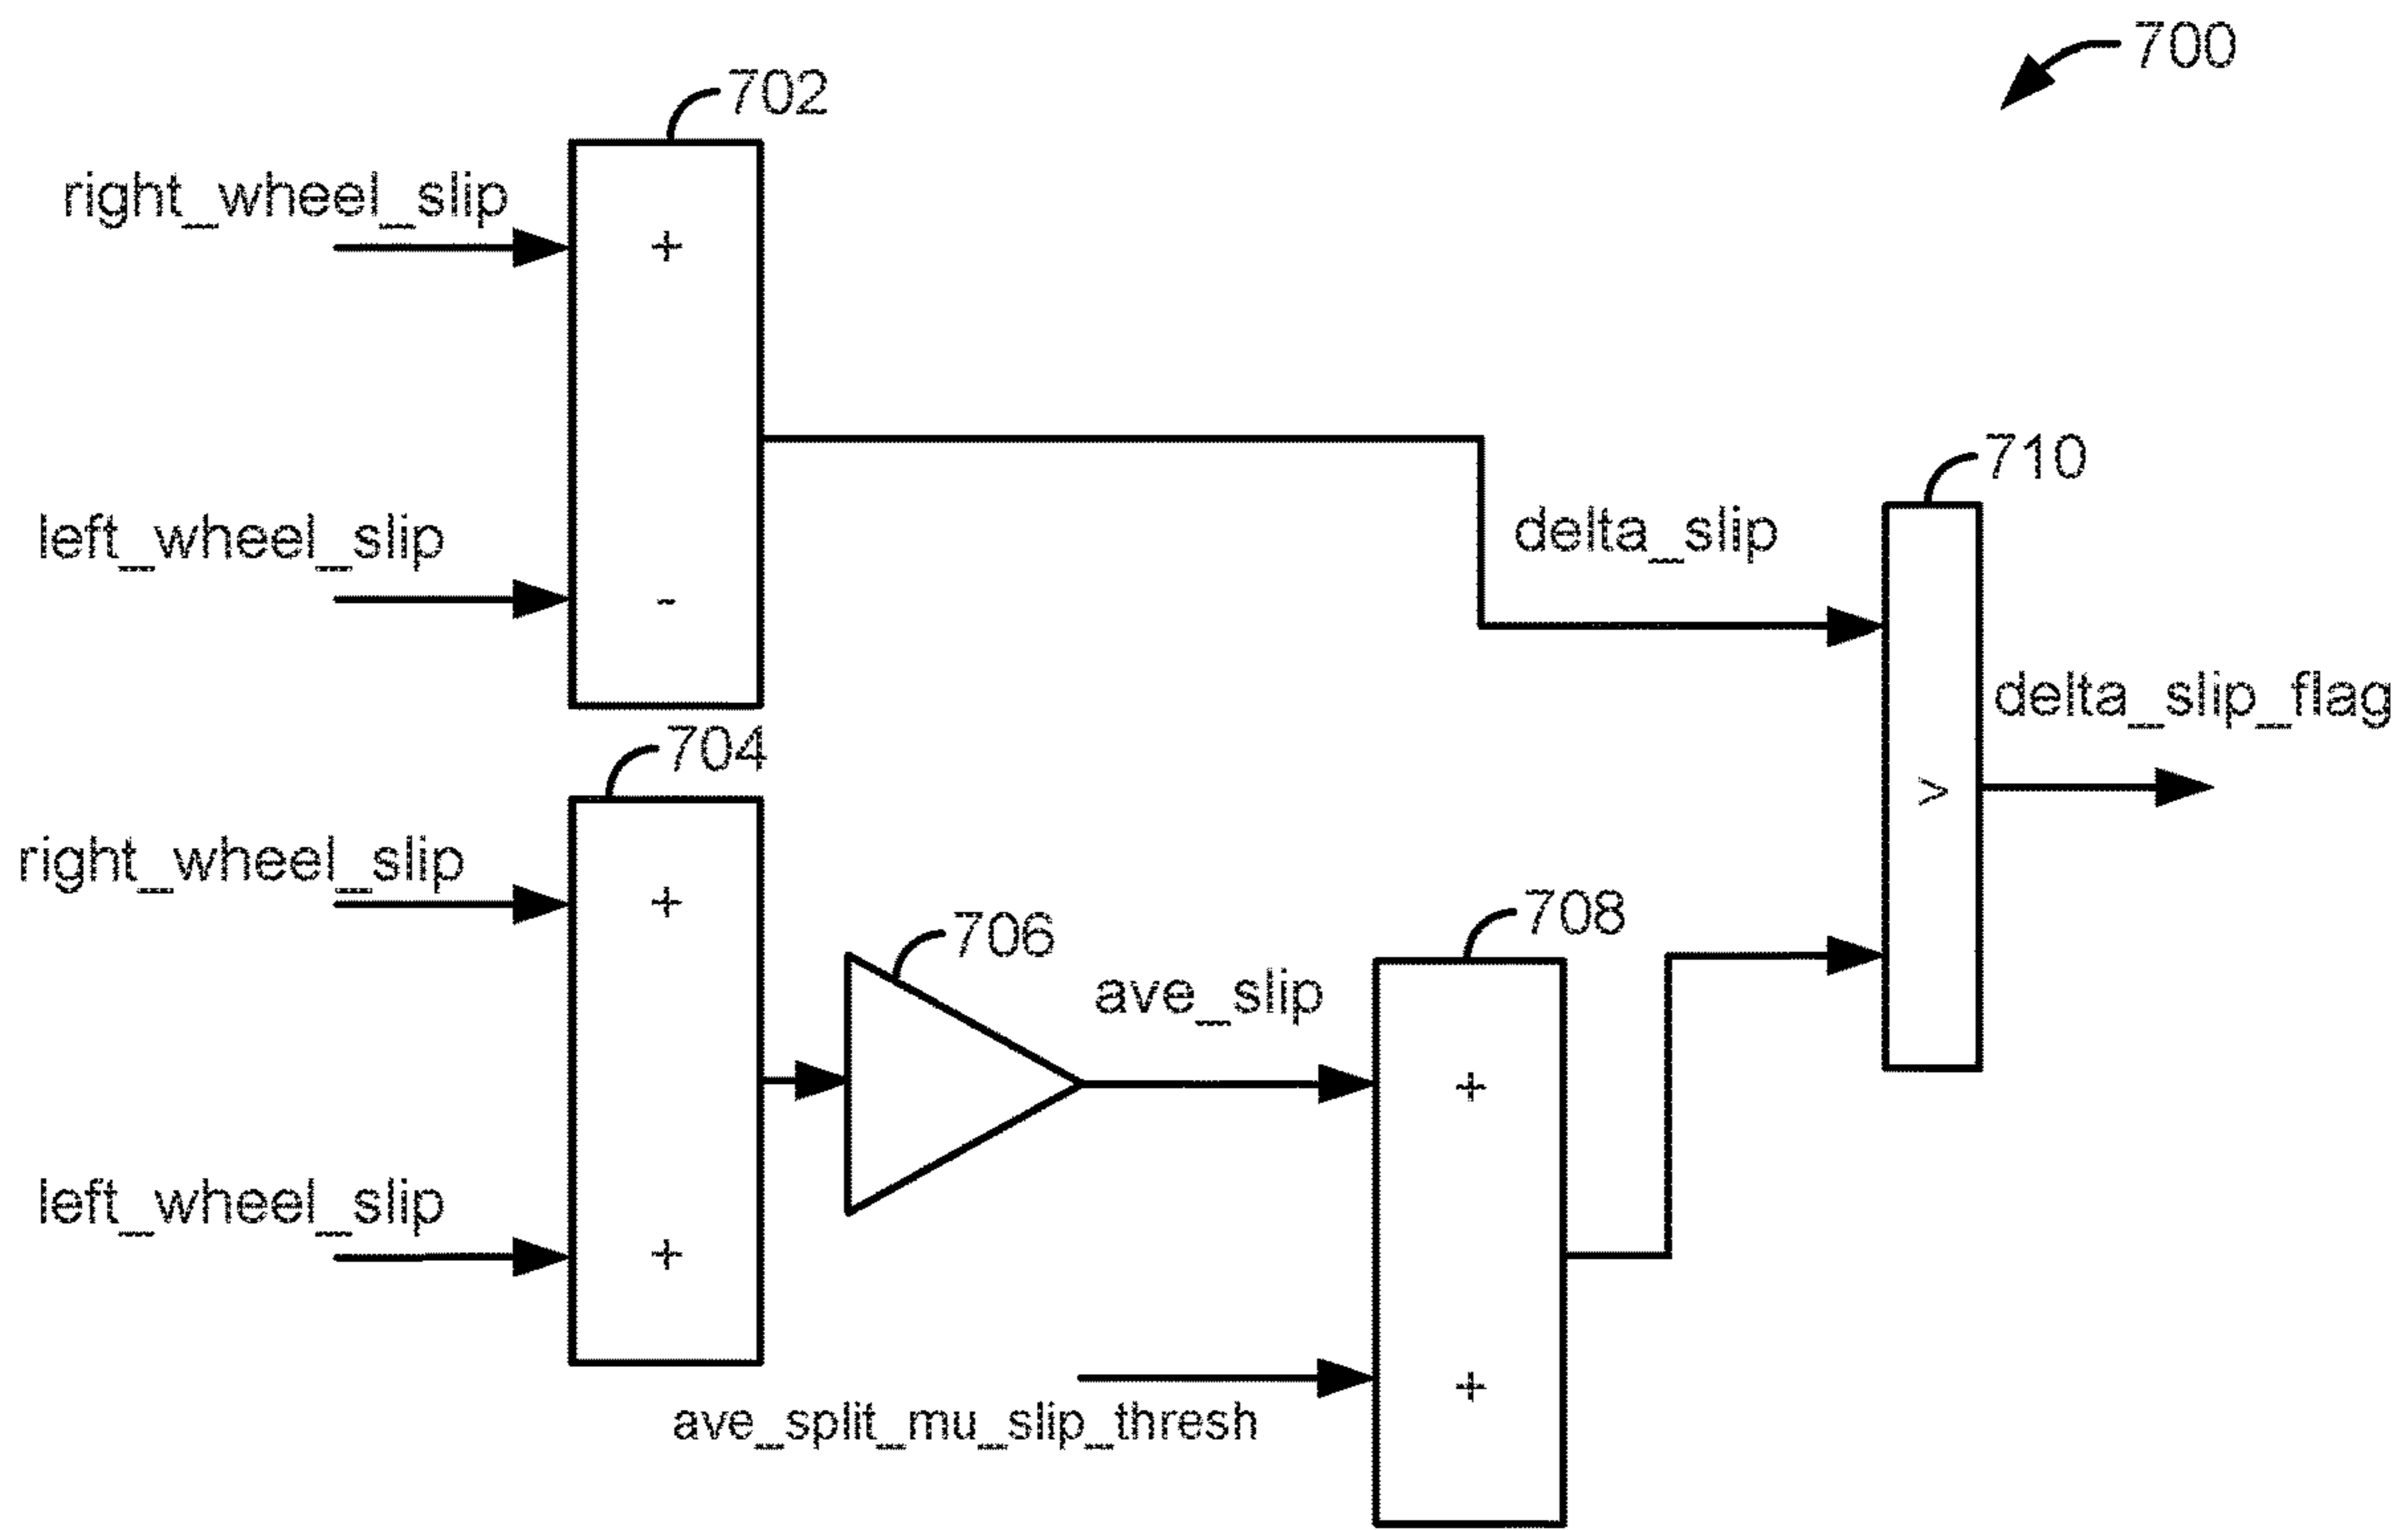 700
702
right_wheel_slip
+
left_wheel_slip
-
710
delta_slip
delta_slip_flag
>
704
right_wheel_slip
+
706
708
ave_slip
+
left_wheel_slip
+
ave_split_mu_slip_thresh
+